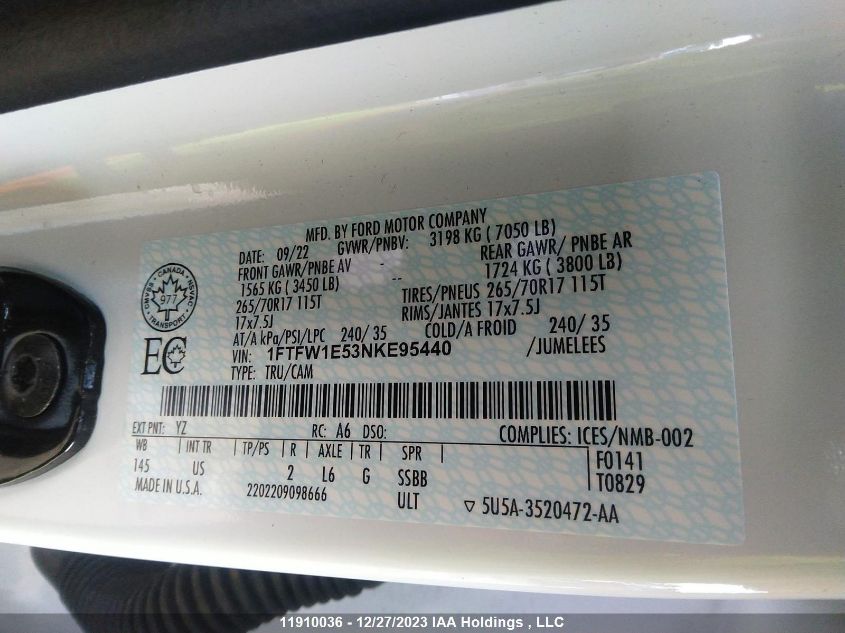 MFD. BY FORD MOTOR COMPANY
DATE: 09/22 GVWR/PNBV: 3198 KG ( 7050 LB)
FRONT GAWR/PNBE AV - REAR GAWR/ PNBE AR
1565 KG ( 3450 LB) -- 1724 KG ( 3800 LB)
265/70R17 115T TIRES/PNEUS 265/70R17 115T
17x7.5J RIMS/JANTES 17x7.5J
AT/A kPa/PSI/LPC 240/ 35 COLD/A FROID 240/ 35
VIN: 1FTFW1E53NKE95440 /JUMELEES
TYPE: TRU/CAM
CANADA
977
TRANSPORT
EC
EXT PNT: YZ RC: A6 DSO: COMPLIES: ICES/NMB-002
WB INT TR TP/PS R AXLE TR SPR F0141
145 US 2 L6 G SSBB T0829
MADE IN U.S.A. 2202209098666 ULT 5U5A-3520472-AA
11910036 - 12/27/2023 IAA Holdings , LLC